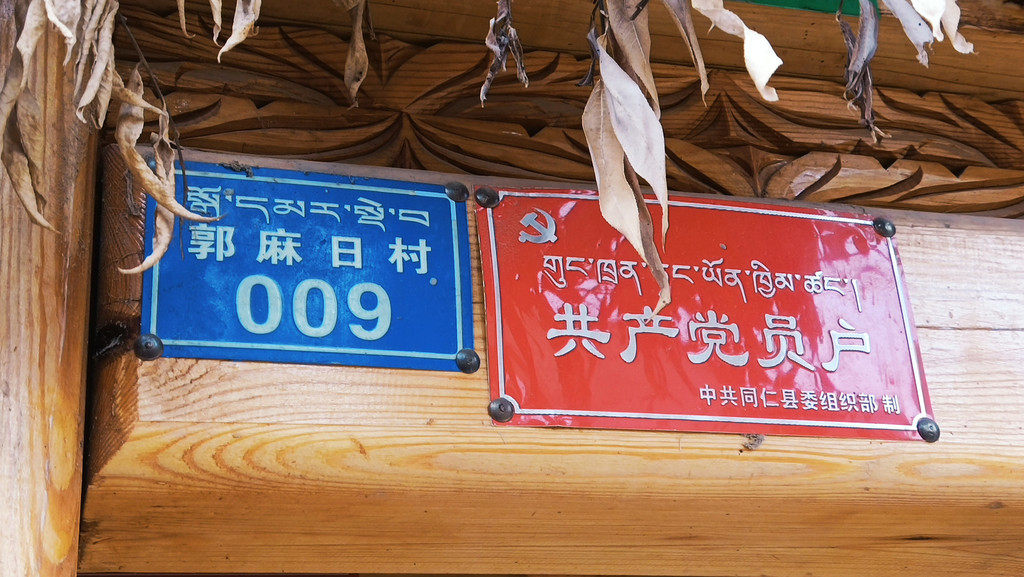 སྒོ་དམར་སྡེ་བ
郭麻日村
009
གུང་ཁྲན་ཏང་ཡོན་ཁྱིམ་ཚང་།
共产党员户
中共同仁县委组织部 制